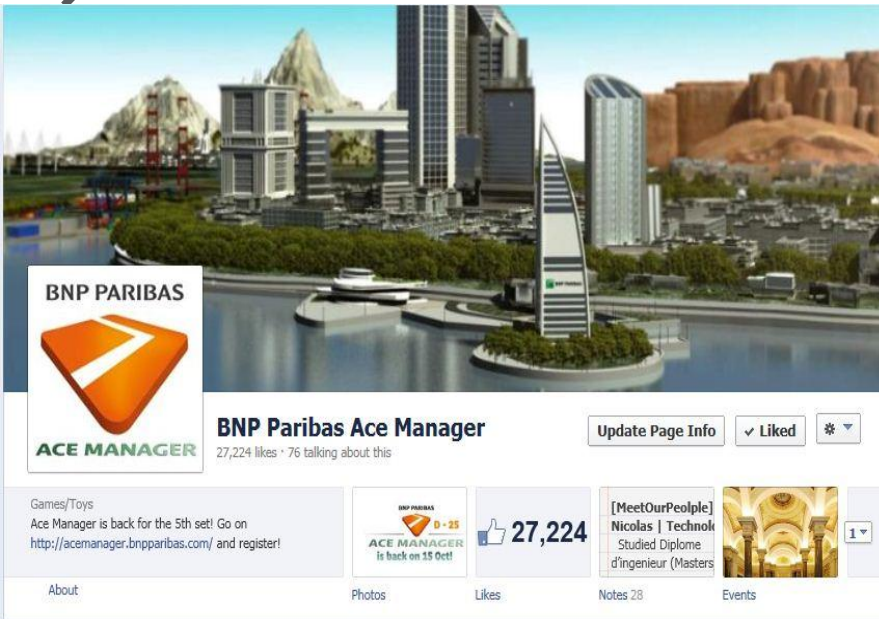 BNP PARIBAS
BNP PARIBAS
ACE MANAGER
BNP Paribas Ace Manager
27,224 likes · 76 talking about this
Update Page Info
✓ Liked
Games/Toys
Ace Manager is back for the 5th set! Go on
http://acemanager.bnpparibas.com/ and register!
About
BNP PARIBAS
D - 25
ACE MANAGER
is back on 15 Oct!
Photos
27,224
Likes
[MeetOurPeolple]
Nicolas | Technolo
Studied Diplome
d'ingenieur (Masters
Notes 28
Events
1